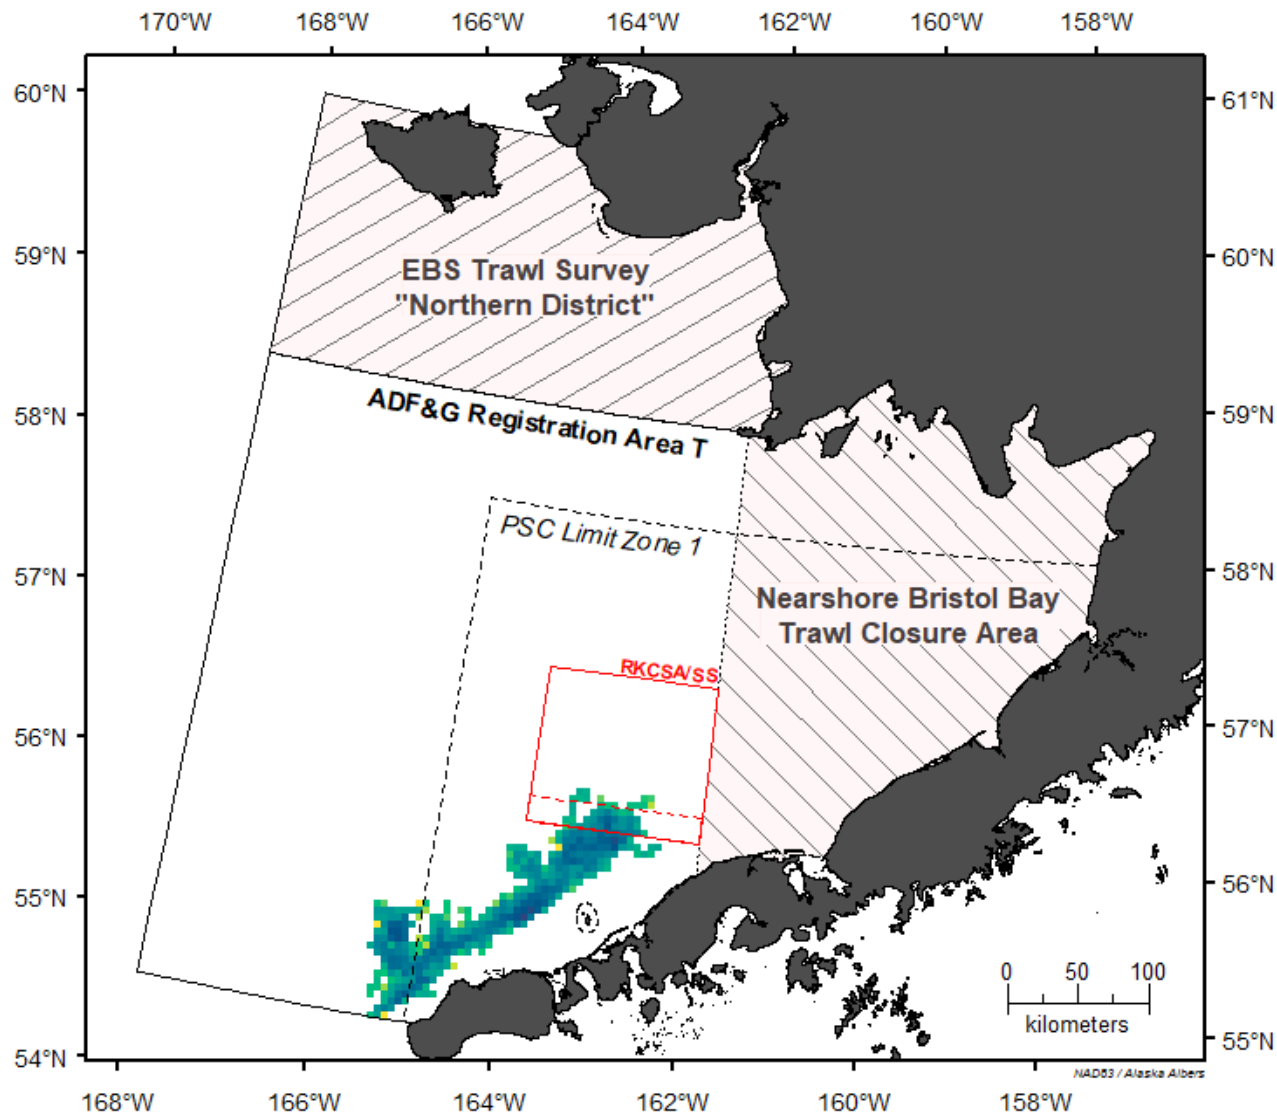 170°W 168°W 166°W 164°W 162°W 160°W 158°W
60°N 61°N
EBS Trawl Survey
"Northern District"
59°N 60°N
ADF&G Registration Area T
58°N 59°N
PSC Limit Zone 1
57°N 58°N
Nearshore Bristol Bay
Trawl Closure Area
RKCSA/SS
56°N 57°N
55°N 56°N
0 50 100
kilometers
54°N 55°N
NAD83 / Alaska Albers
168°W 166°W 164°W 162°W 160°W 158°W